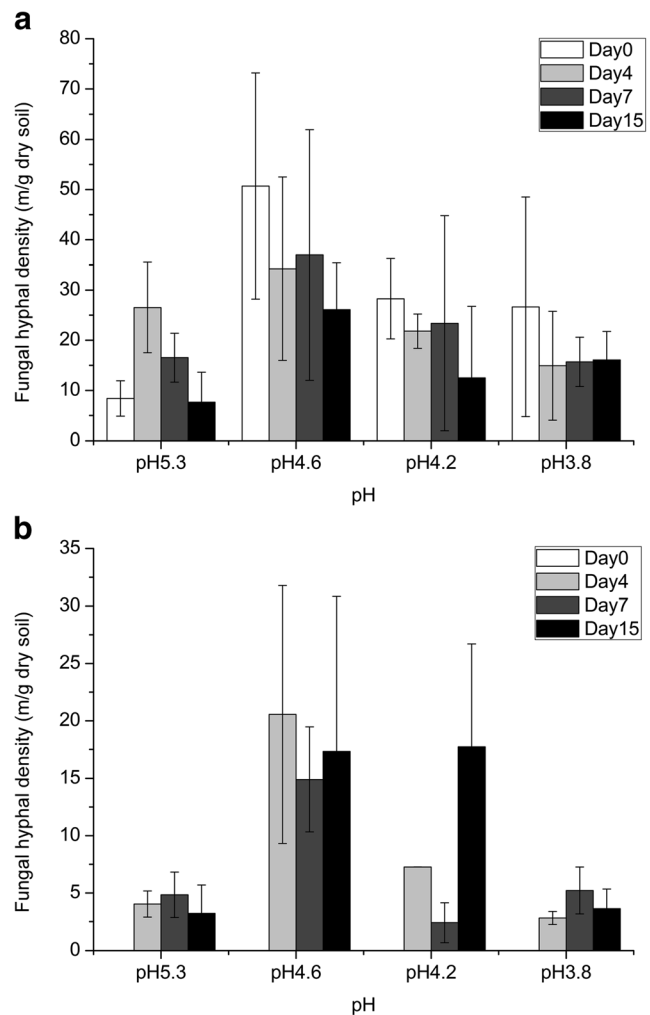 a
Fungal hyphal density (m/g dry soil)
80
70
60
50
40
30
20
10
0
Day0
Day4
Day7
Day15
pH5.3 pH4.6 pH4.2 pH3.8
pH
b
Fungal hyphal density (m/g dry soil)
35
30
25
20
15
10
5
0
Day0
Day4
Day7
Day15
pH5.3 pH4.6 pH4.2 pH3.8
pH